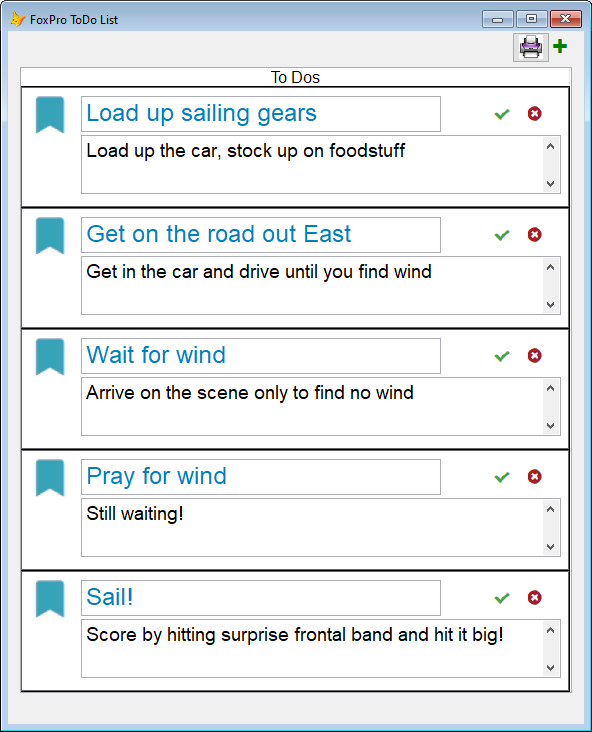 FoxPro ToDo List
To Dos
Load up sailing gears
Load up the car, stock up on foodstuff
Get on the road out East
Get in the car and drive until you find wind
Wait for wind
Arrive on the scene only to find no wind
Pray for wind
Still waiting!
Sail!
Score by hitting surprise frontal band and hit it big!